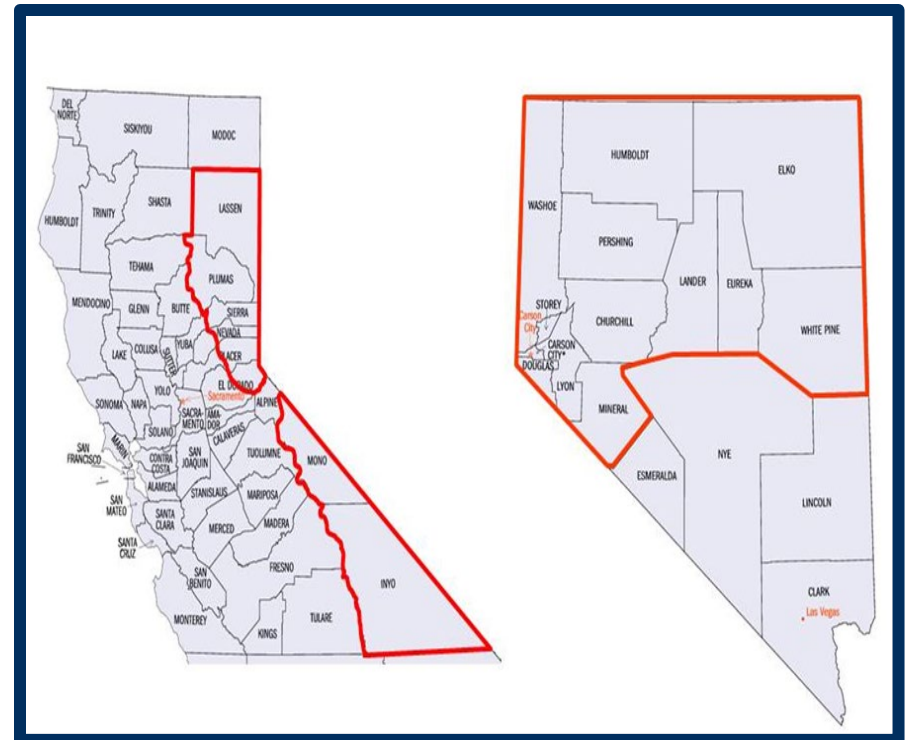 DEL
NORTE
SISKIYOU
MODOC
HUMBOLDT
TRINITY
SHASTA
LASSEN
TEHAMA
PLUMAS
MENDOCINO
GLENN
BUTTE
SIERRA
NEVADA
LAKE
COLUSA
SUTTER
YUBA
PLACER
SONOMA
NAPA
YOLO
EL DORADO
Sacramento
ALPINE
SACRA-
MENTO
AMA-
DOR
SOLANO
MARIN
CALAVERAS
SAN
FRANCISCO
CONTRA
COSTA
SAN
JOAQUIN
TUOLUMNE
MONO
ALAMEDA
SAN
MATEO
SANTA
CLARA
STANISLAUS
MARIPOSA
SANTA
CRUZ
MERCED
MADERA
SAN
BENITO
FRESNO
INYO
MONTEREY
KINGS
TULARE
HUMBOLDT
ELKO
WASHOE
PERSHING
LANDER
EUREKA
STOREY
Carson
City
CHURCHILL
WHITE PINE
CARSON
CITY*
DOUGLAS
LYON
MINERAL
ESMERALDA
NYE
LINCOLN
CLARK
Las Vegas